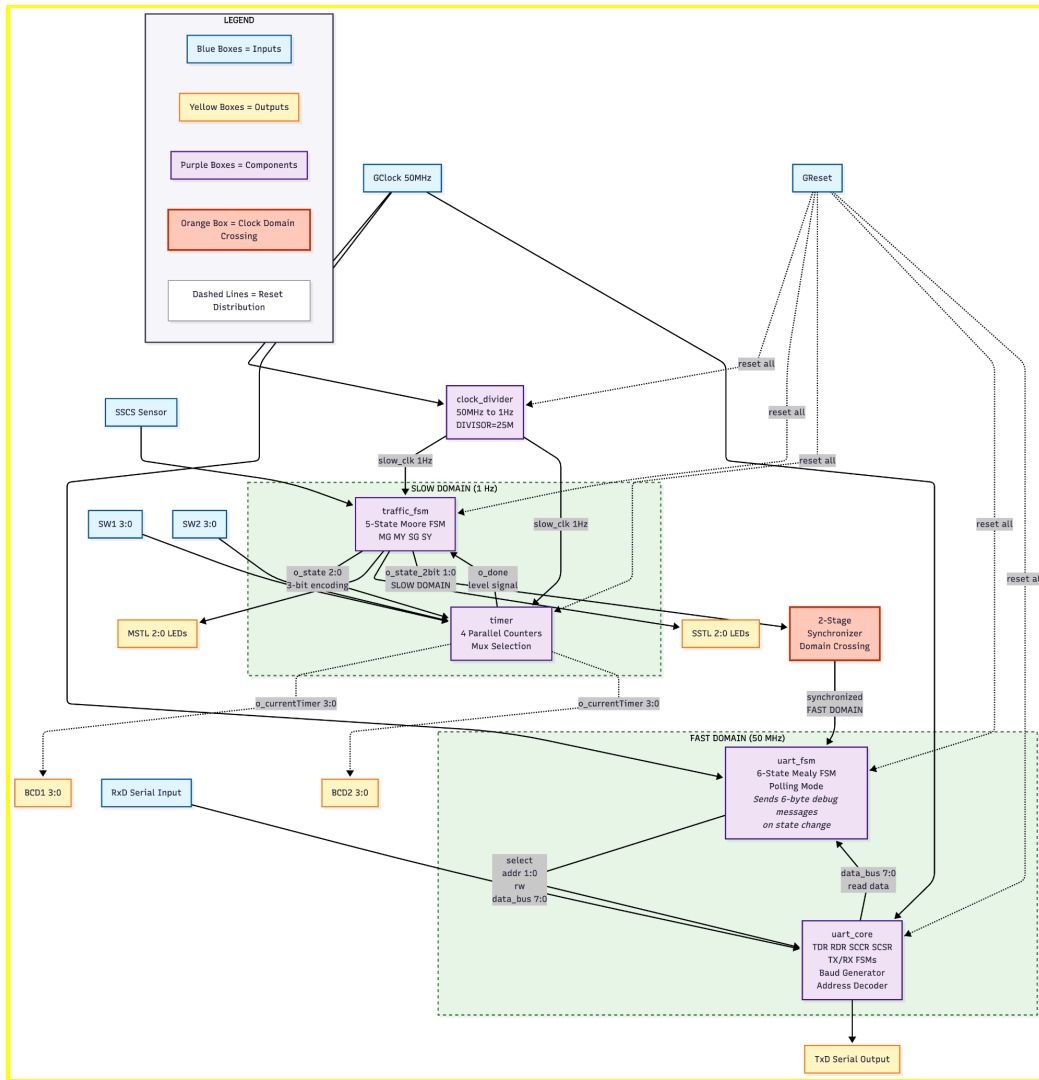 LEGEND
Blue Boxes = Inputs
Yellow Boxes = Outputs
Purple Boxes = Components
Orange Box = Clock Domain
Crossing
Dashed Lines = Reset
Distribution
GClock 50MHz
GReset
reset all
clock_divider
50MHz to 1Hz
DIVISOR=25M
SSCS Sensor
reset all
slow_clk 1Hz
reset all
SLOW DOMAIN (1 Hz)
traffic_fsm
5-State Moore FSM
MG MY SG SY
SW1 3:0
SW2 3:0
slow_clk 1Hz
reset all
o_state 2:0
3-bit encoding
o_state_2bit 1:0
SLOW DOMAIN
o_done
level signal
reset all
MSTL 2:0 LEDs
timer
4 Parallel Counters
Mux Selection
SSTL 2:0 LEDs
2-Stage
Synchronizer
Domain Crossing
o_currentTimer 3:0
o_currentTimer 3:0
synchronized
FAST DOMAIN
FAST DOMAIN (50 MHz)
uart_fsm
6-State Mealy FSM
Polling Mode
Sends 6-byte debug
messages
on state change
BCD1 3:0
RxD Serial Input
BCD2 3:0
select
addr 1:0
rw
data_bus 7:0
data_bus 7:0
read data
uart_core
TDR RDR SCCR SCSR
TX/RX FSMs
Baud Generator
Address Decoder
TxD Serial Output